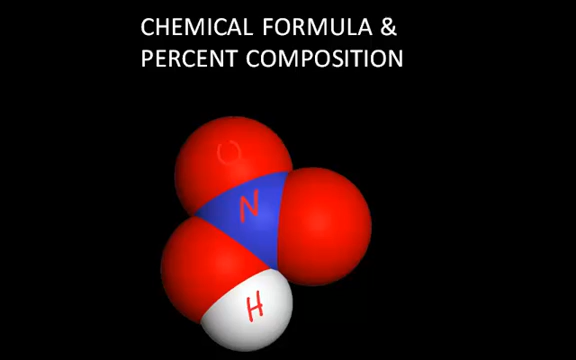 CHEMICAL FORMULA &
PERCENT COMPOSITION
O
N
H